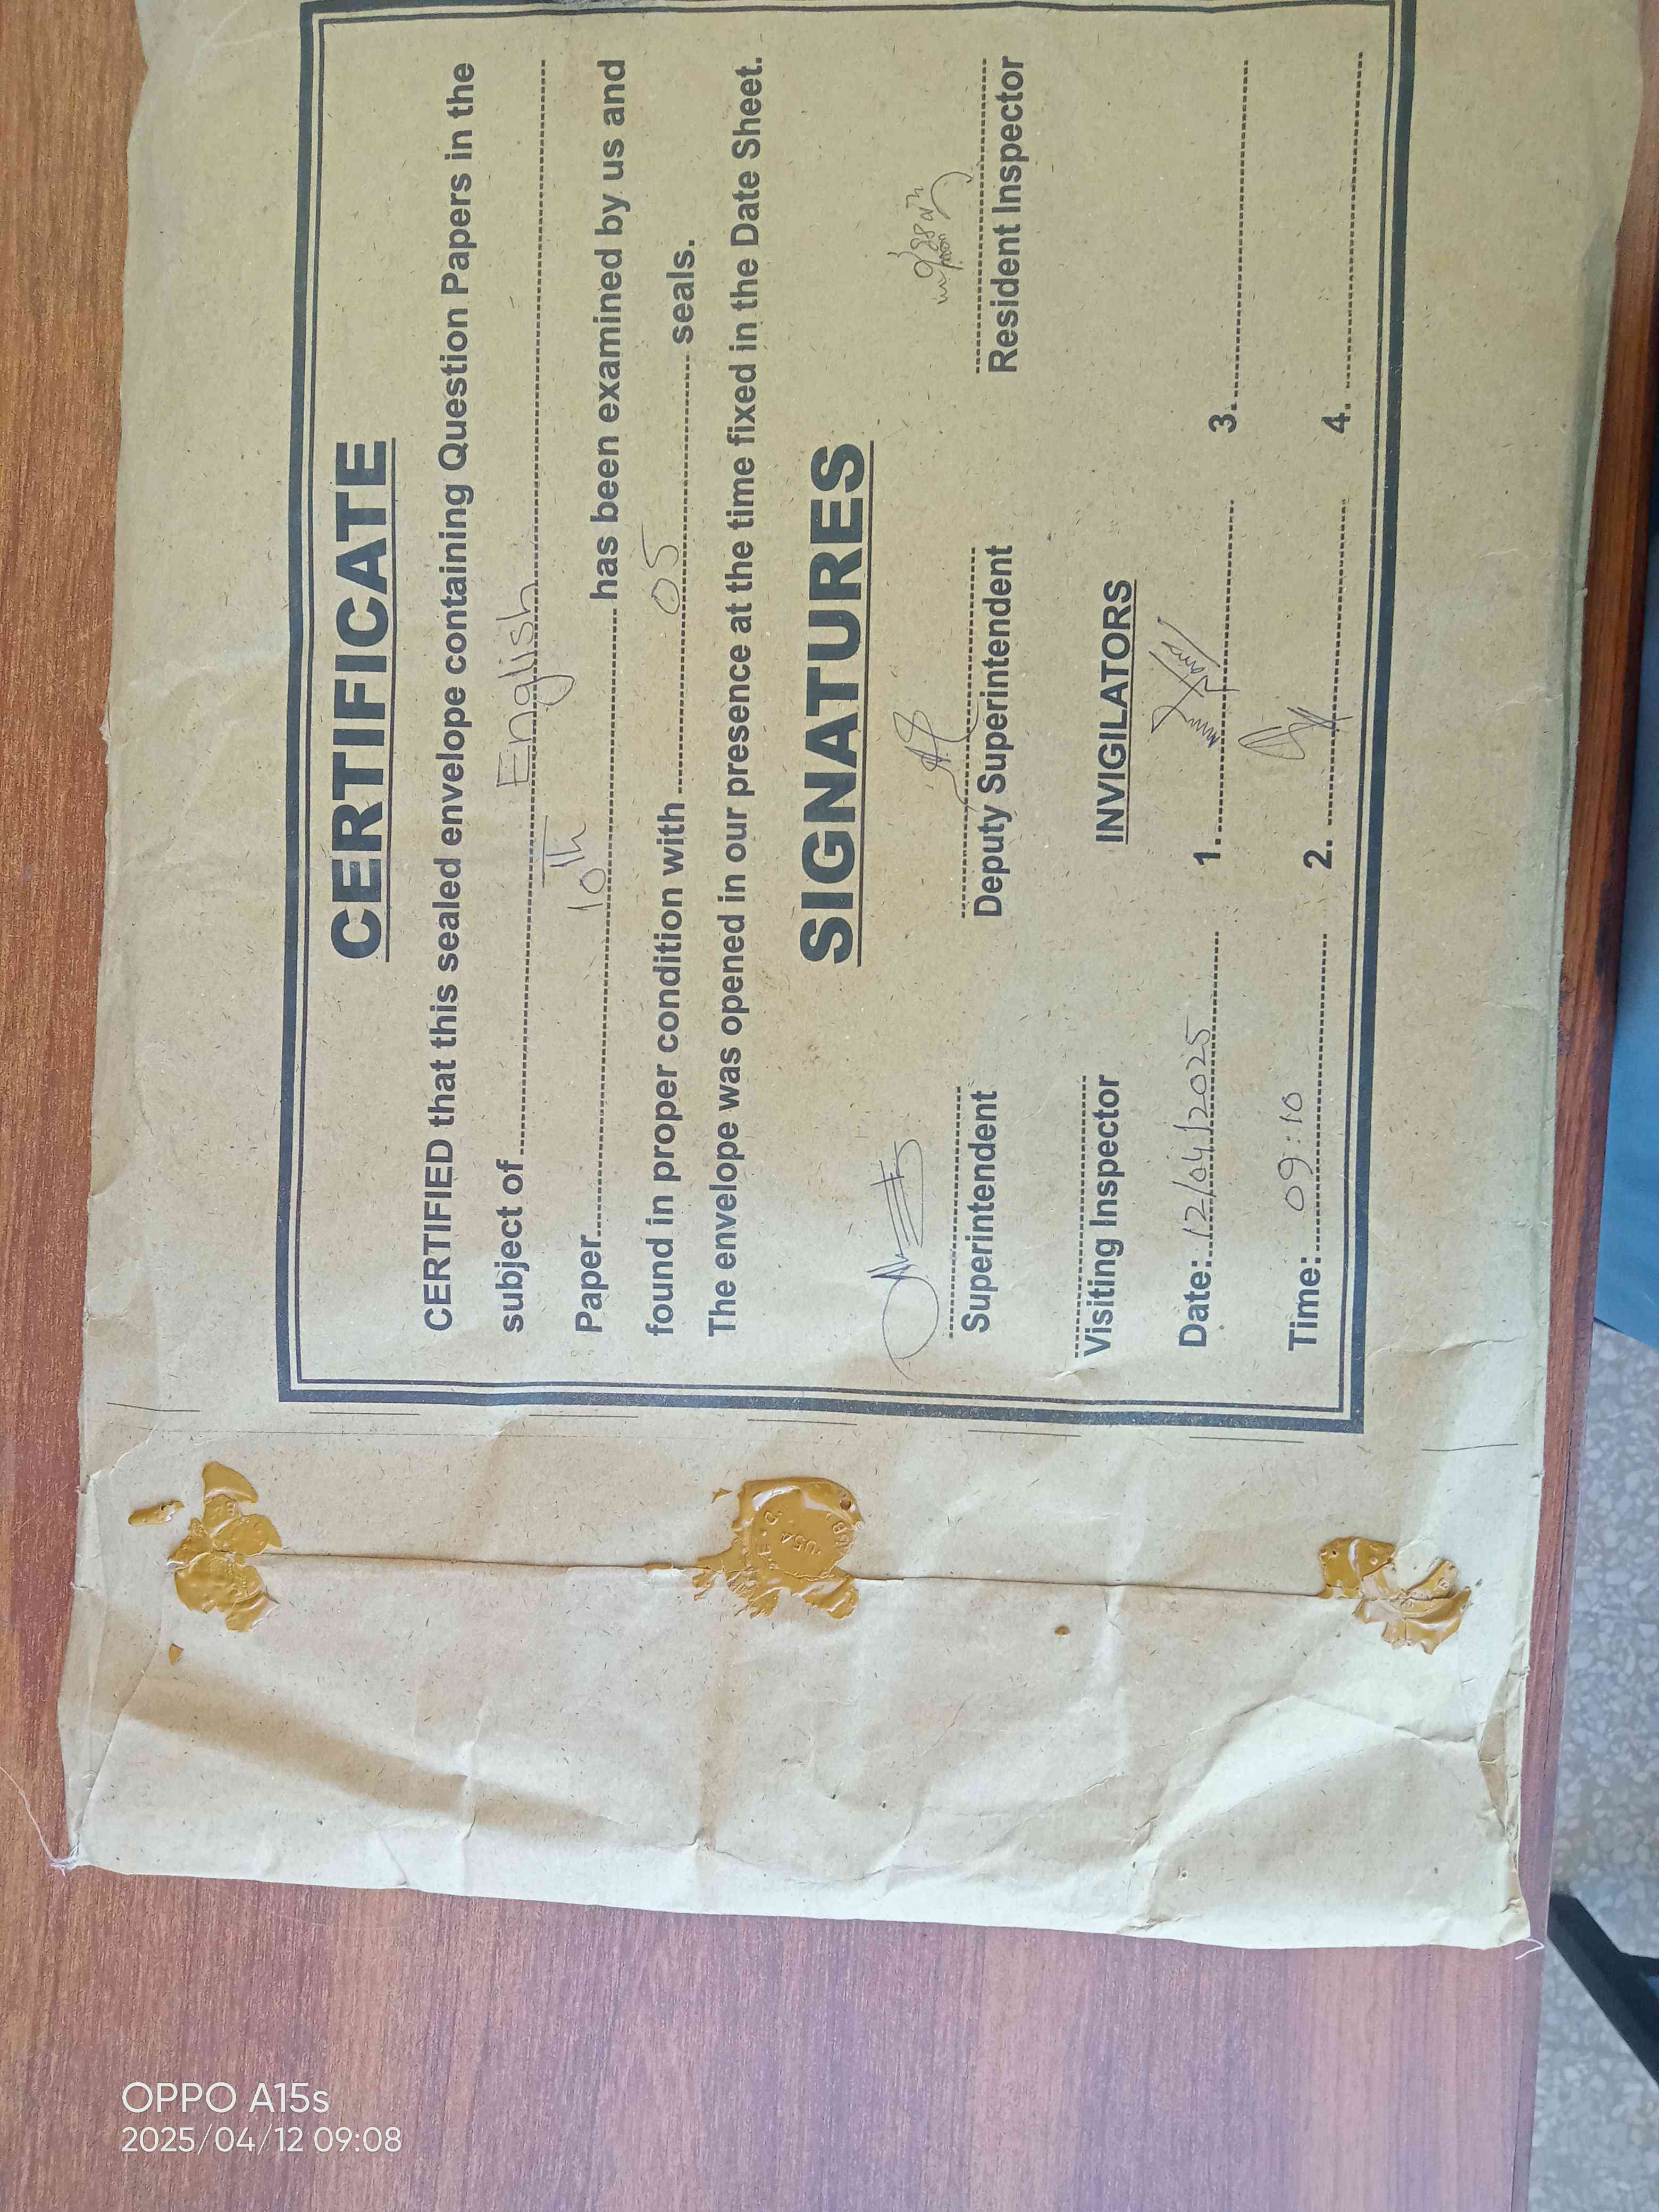 CERTIFICATE
CERTIFIED that this sealed envelope containing Question Papers in the
subject of English
Paper 10th has been examined by us and
found in proper condition with 05 seals.
The envelope was opened in our presence at the time fixed in the Date Sheet.
SIGNATURES
Superintendent Deputy Superintendent Resident Inspector
Visiting Inspector INVIGILATORS
Date: 12/04/2025 1. 3.
Time: 09:10 2. 4.
OPPO A15s
2025/04/12 09:08